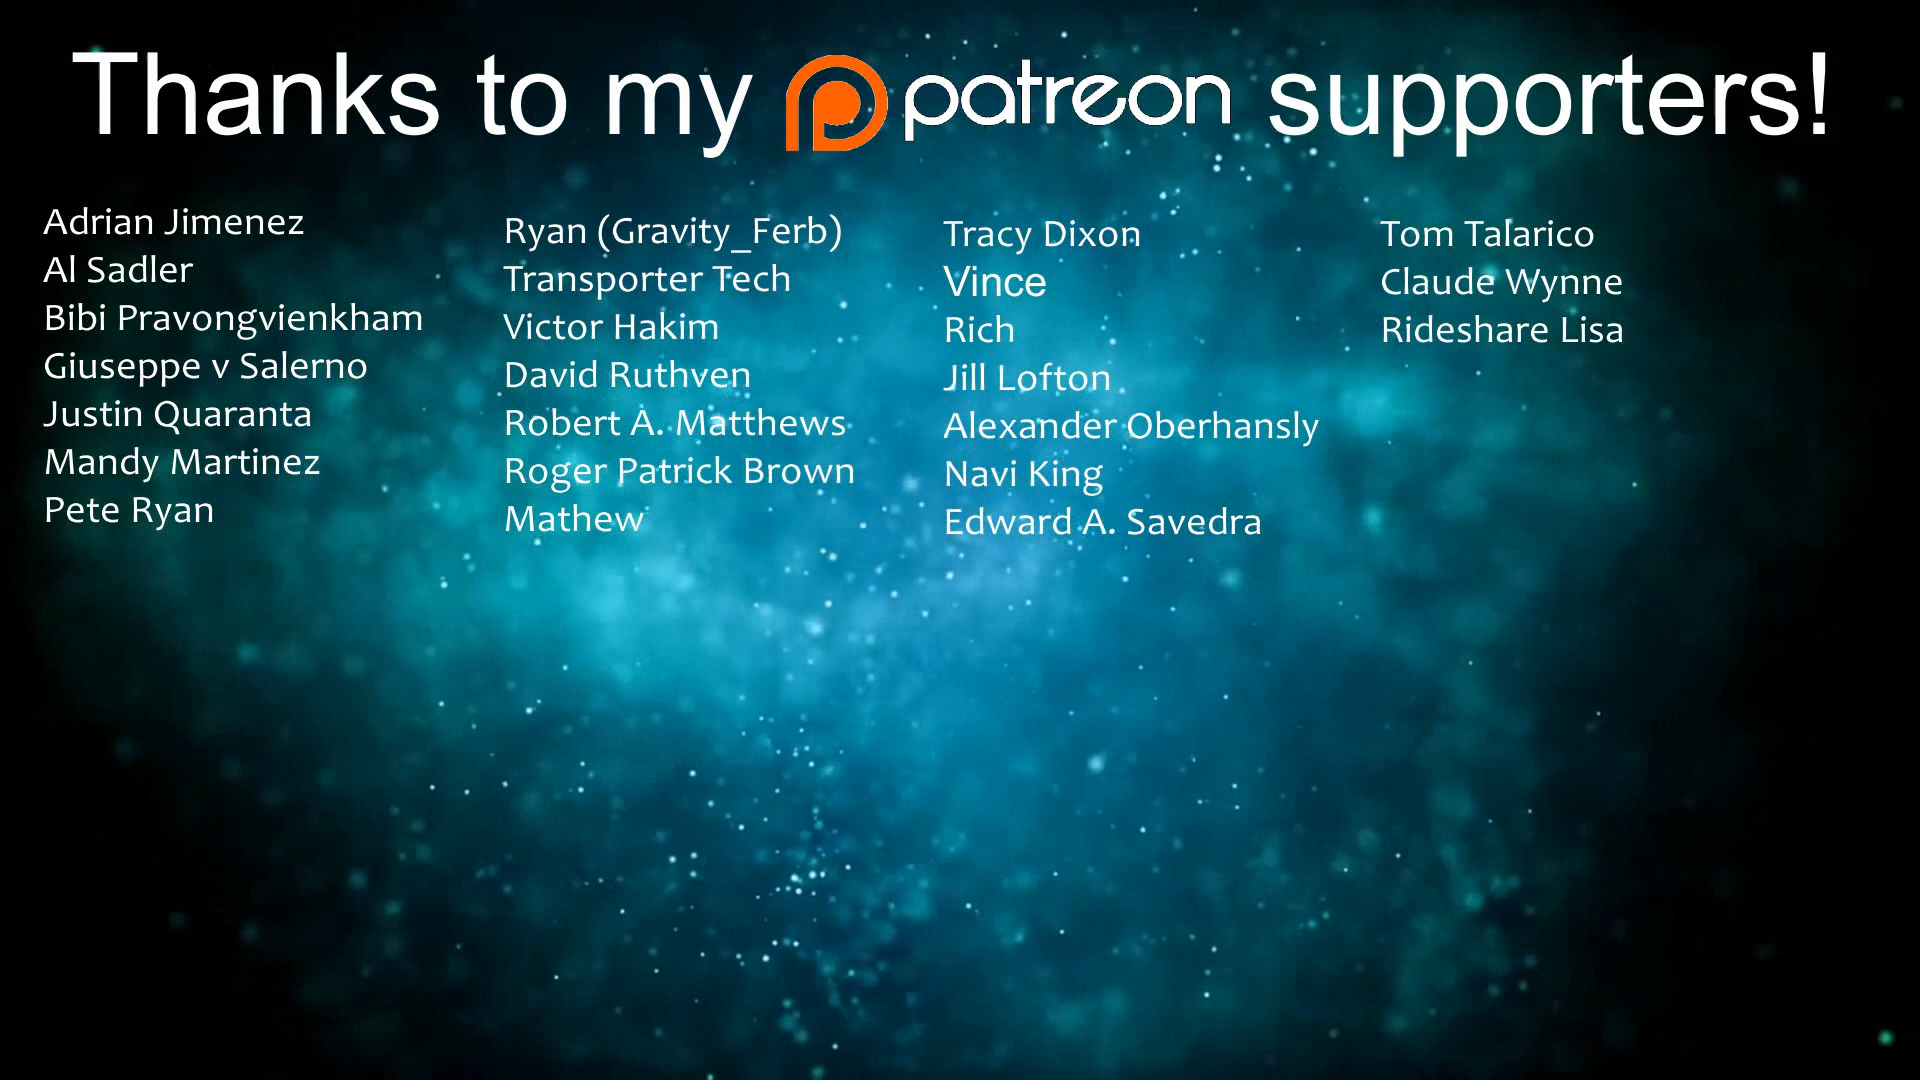 Thanks to my patreon supporters!
Adrian Jimenez
Al Sadler
Bibi Pravongvienkham
Giuseppe v Salerno
Justin Quaranta
Mandy Martinez
Pete Ryan
Ryan (Gravity_Ferb)
Transporter Tech
Victor Hakim
David Ruthven
Robert A. Matthews
Roger Patrick Brown
Mathew
Tracy Dixon
Vince
Rich
Jill Lofton
Alexander Oberhansly
Navi King
Edward A. Savedra
Tom Talarico
Claude Wynne
Rideshare Lisa